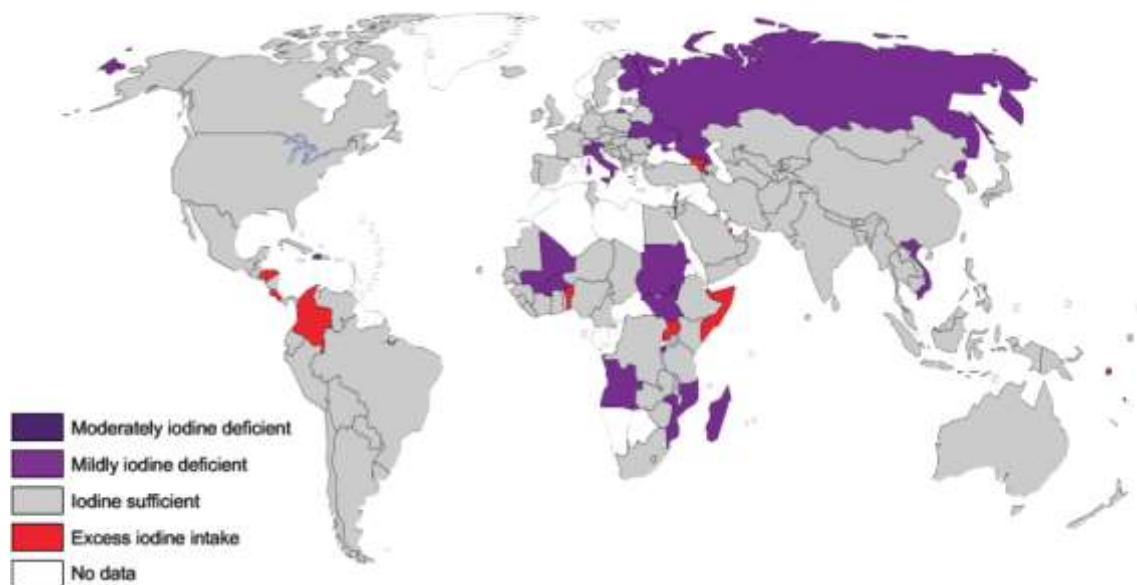 Moderately iodine deficient
Mildly iodine deficient
Iodine sufficient
Excess iodine intake
No data